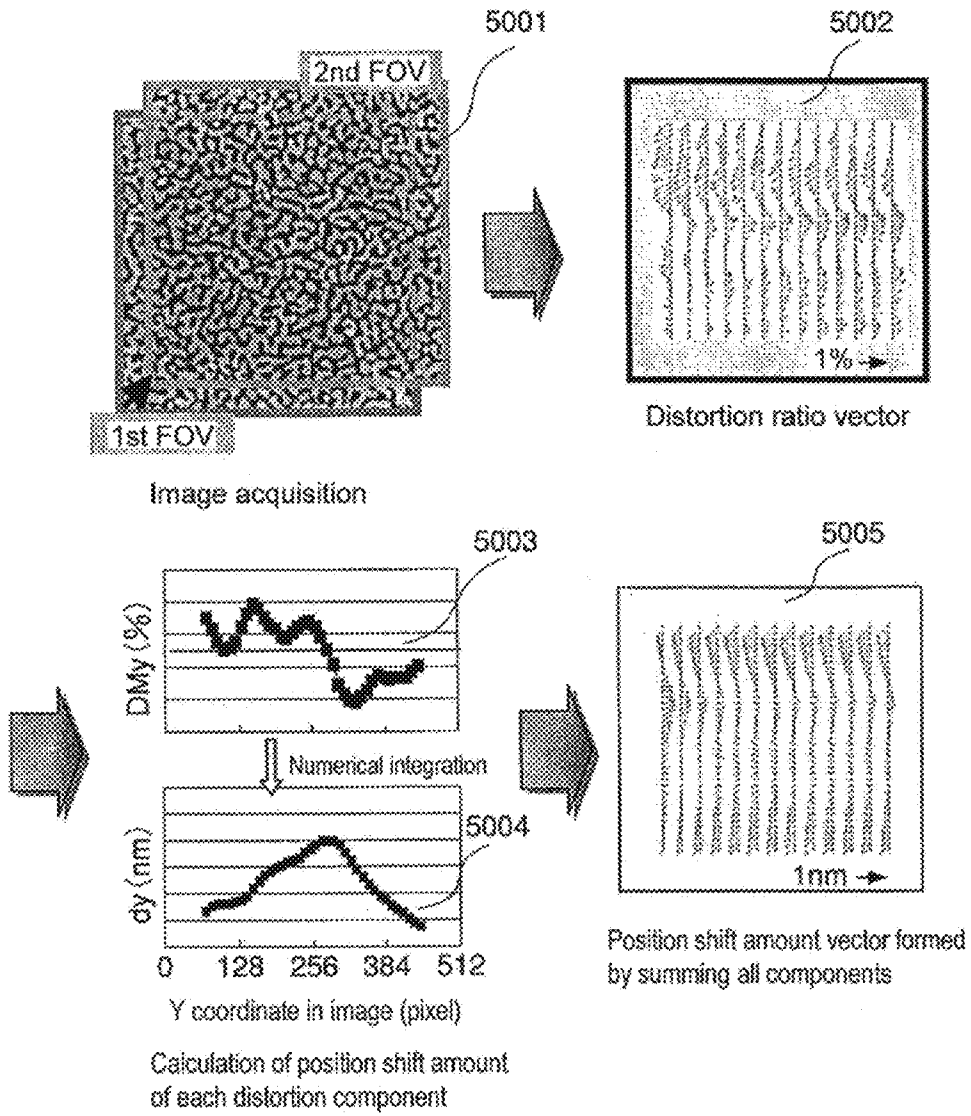 5001
2nd FOV
1st FOV
Image acquisition
5002
1% →
Distortion ratio vector
5003
DMy (%)
Numerical integration
5004
dy (nm)
0 128 256 384 512
Y coordinate in image (pixel)
Calculation of position shift amount
of each distortion component
5005
1nm →
Position shift amount vector formed
by summing all components